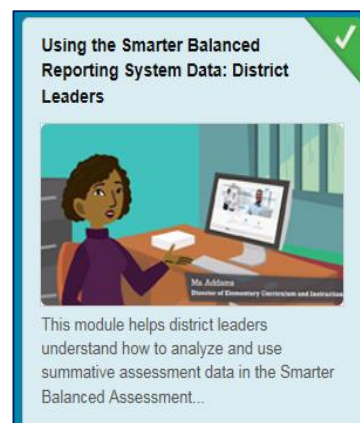 Using the Smarter Balanced
Reporting System Data: District
Leaders
Ms Addams
Director of Elementary Curriculum and Instruction
This module helps district leaders
understand how to analyze and use
summative assessment data in the Smarter
Balanced Assessment...